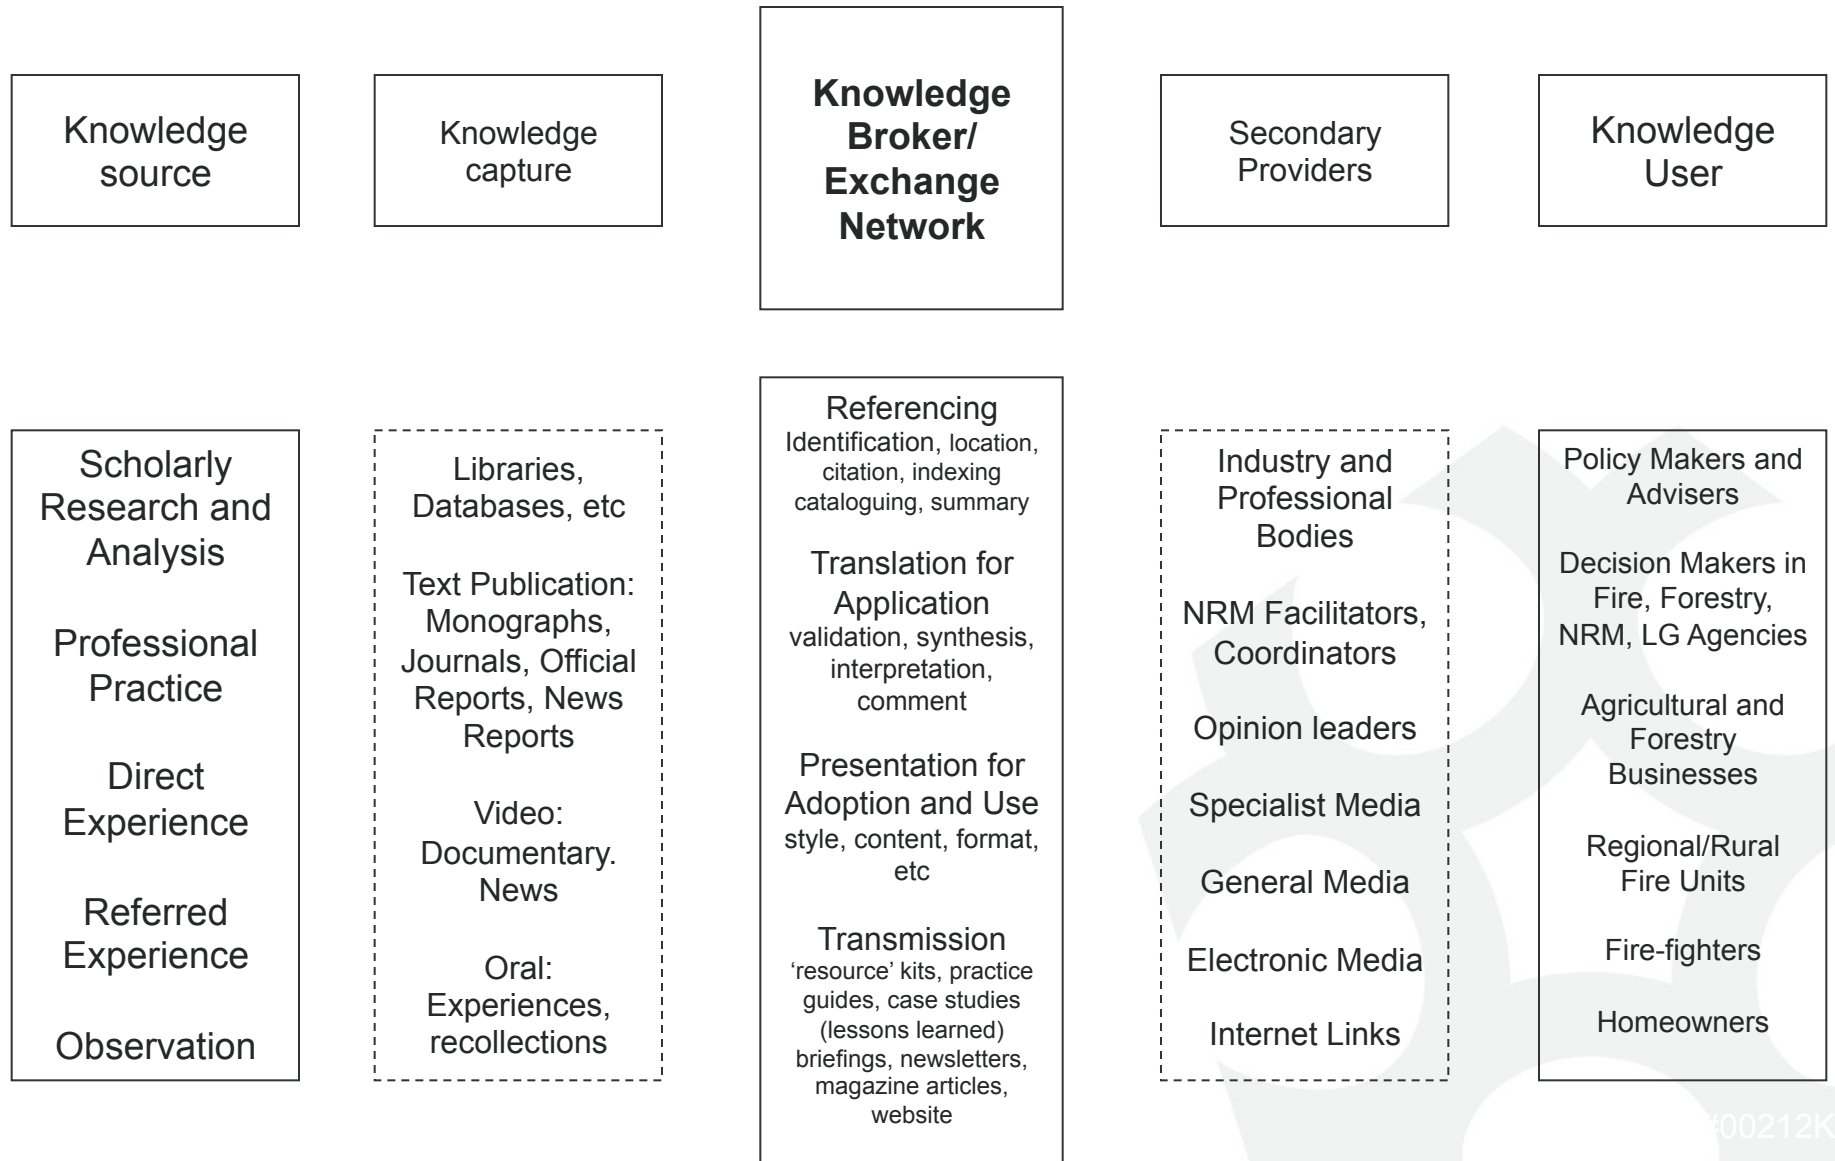 Knowledge
source
Knowledge
capture
Knowledge
Broker/
Exchange
Network
Secondary
Providers
Knowledge
User
Scholarly
Research and
Analysis
Professional
Practice
Direct
Experience
Referred
Experience
Observation
Libraries,
Databases, etc
Text Publication:
Monographs,
Journals, Official
Reports, News
Reports
Video:
Documentary.
News
Oral:
Experiences,
recollections
Referencing
Identification, location,
citation, indexing
cataloguing, summary
Translation for
Application
validation, synthesis,
interpretation,
comment
Presentation for
Adoption and Use
style, content, format,
etc
Transmission
‘resource’ kits, practice
guides, case studies
(lessons learned)
briefings, newsletters,
magazine articles,
website
Industry and
Professional
Bodies
NRM Facilitators,
Coordinators
Opinion leaders
Specialist Media
General Media
Electronic Media
Internet Links
Policy Makers and
Advisers
Decision Makers in
Fire, Forestry,
NRM, LG Agencies
Agricultural and
Forestry
Businesses
Regional/Rural
Fire Units
Fire-fighters
Homeowners
#00212K